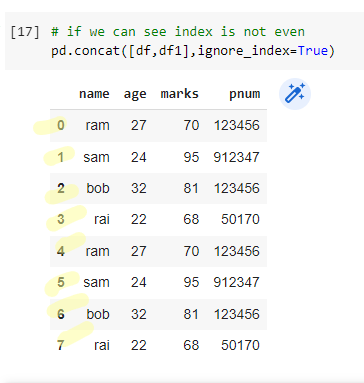 [17] # if we can see index is not even
pd.concat([df,df1],ignore_index=True)
name age marks pnum
0 ram 27 70 123456
1 sam 24 95 912347
2 bob 32 81 123456
3 rai 22 68 50170
4 ram 27 70 123456
5 sam 24 95 912347
6 bob 32 81 123456
7 rai 22 68 50170